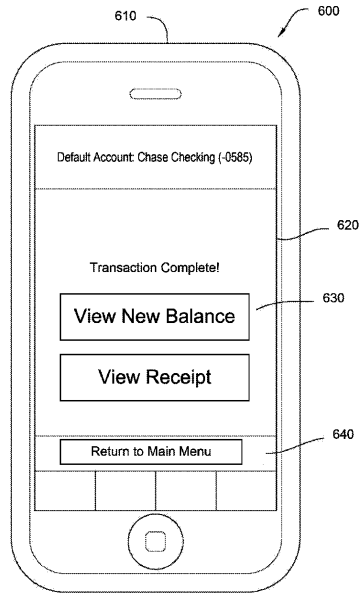 610
600
Default Account: Chase Checking (-0585)
620
Transaction Complete!
View New Balance
630
View Receipt
Return to Main Menu
640